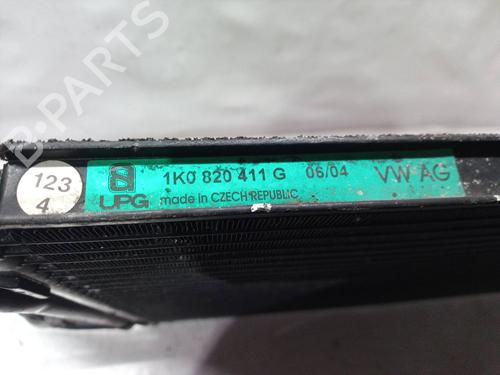 B-PARTS
123
4
UPG
1K0 820 411 G 06/04 VW AG
made in CZECH REPUBLIC